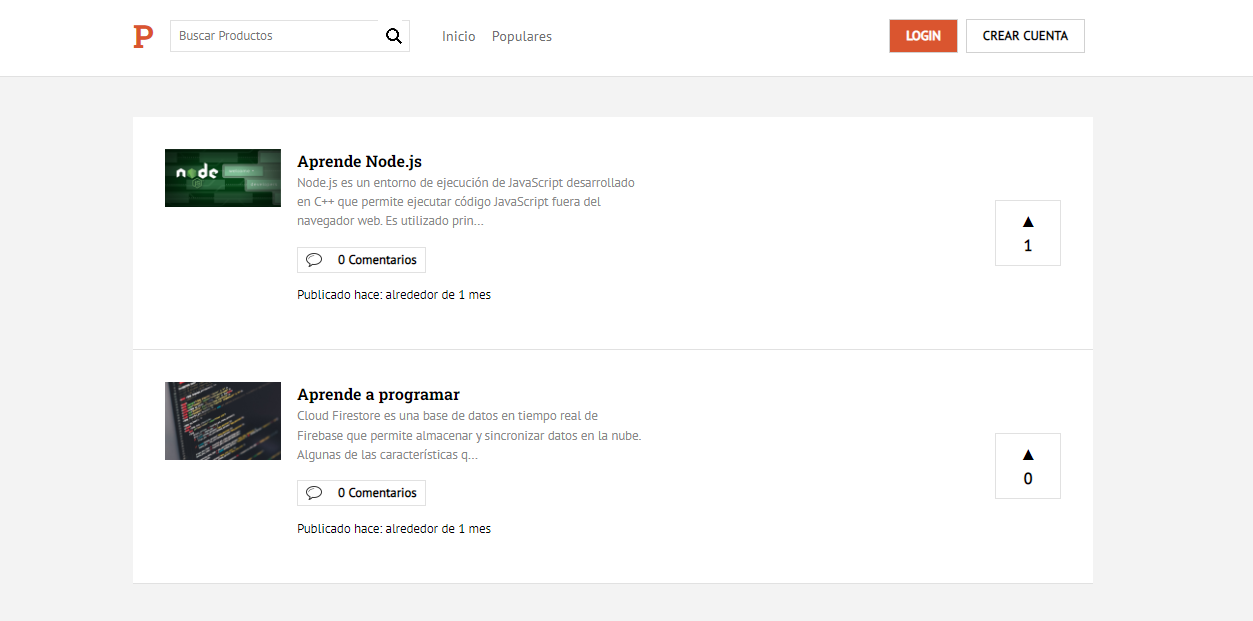 P
Buscar Productos
Inicio
Populares
LOGIN
CREAR CUENTA
node
Aprende Node.js
Node.js es un entorno de ejecución de JavaScript desarrollado
en C++ que permite ejecutar código JavaScript fuera del
navegador web. Es utilizado prin...
0 Comentarios
Publicado hace: alrededor de 1 mes
▲
1
Aprende a programar
Cloud Firestore es una base de datos en tiempo real de
Firebase que permite almacenar y sincronizar datos en la nube.
Algunas de las características q...
0 Comentarios
Publicado hace: alrededor de 1 mes
▲
0